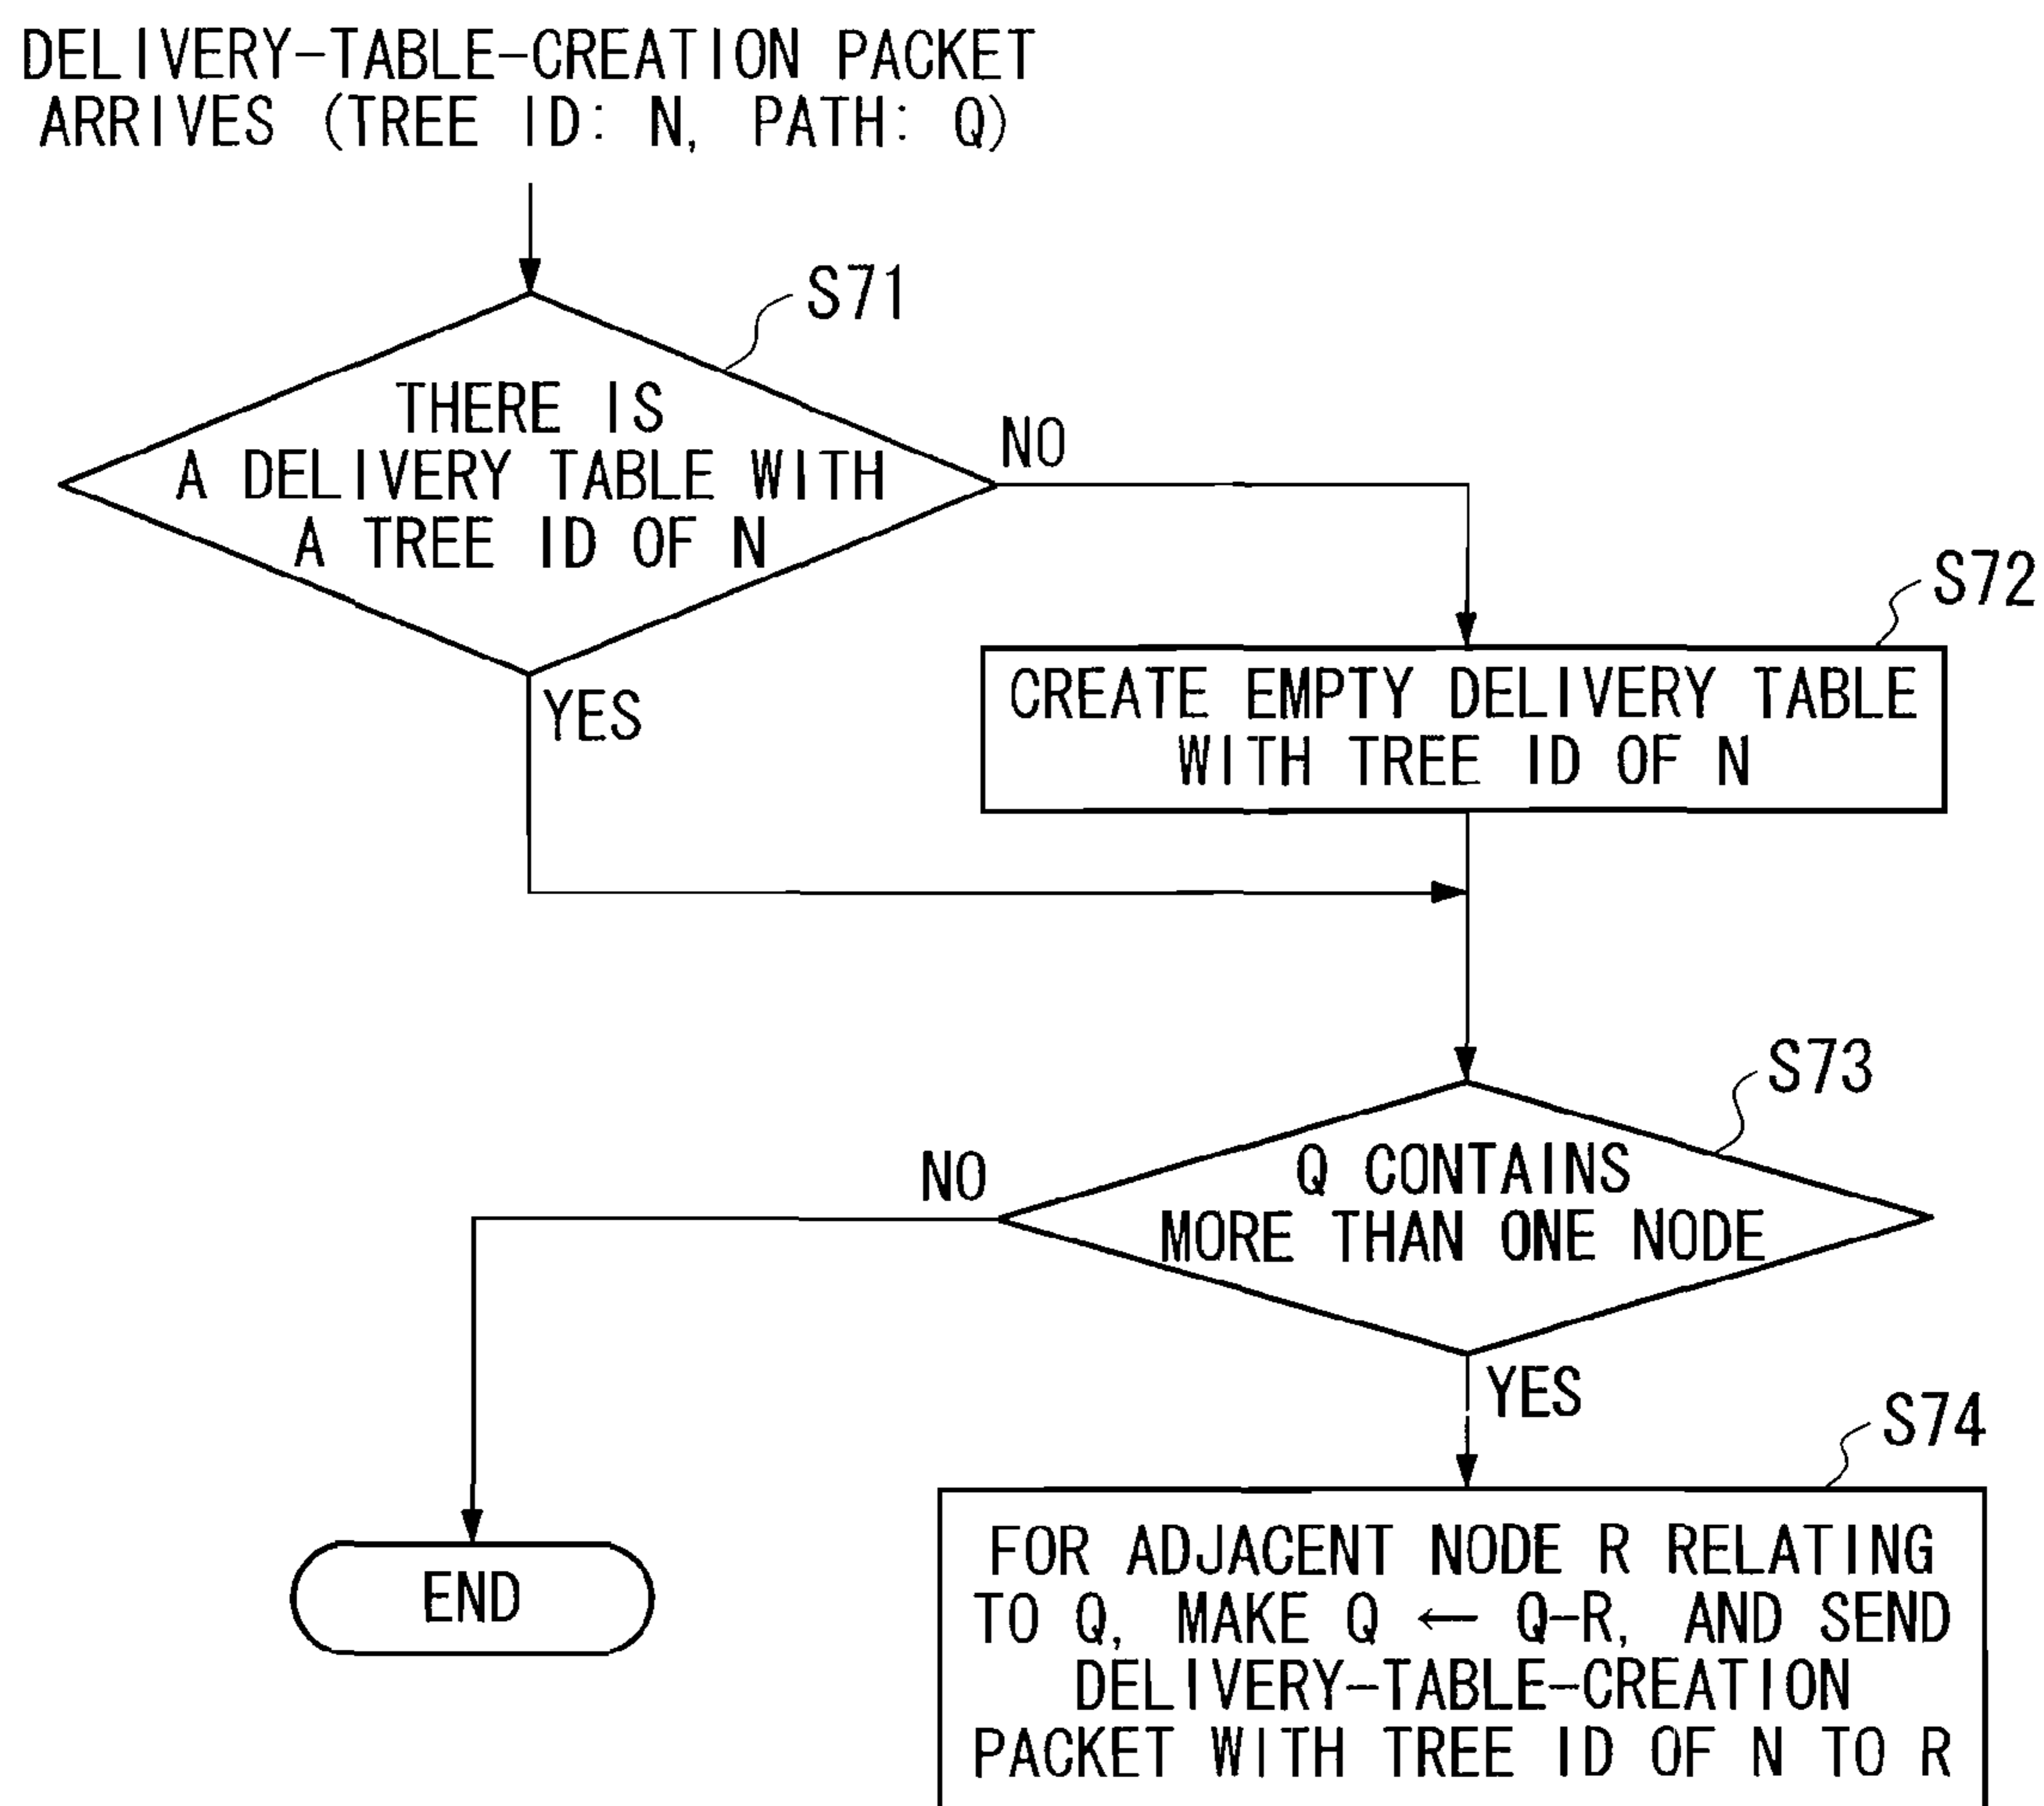 DELIVERY-TABLE-CREATION PACKET
ARRIVES (TREE ID: N, PATH: Q)
S71
THERE IS
A DELIVERY TABLE WITH
A TREE ID OF N
NO
S72
CREATE EMPTY DELIVERY TABLE
WITH TREE ID OF N
YES
S73
Q CONTAINS
MORE THAN ONE NODE
NO
YES
S74
FOR ADJACENT NODE R RELATING
TO Q, MAKE Q ← Q-R, AND SEND
DELIVERY-TABLE-CREATION
PACKET WITH TREE ID OF N TO R
END